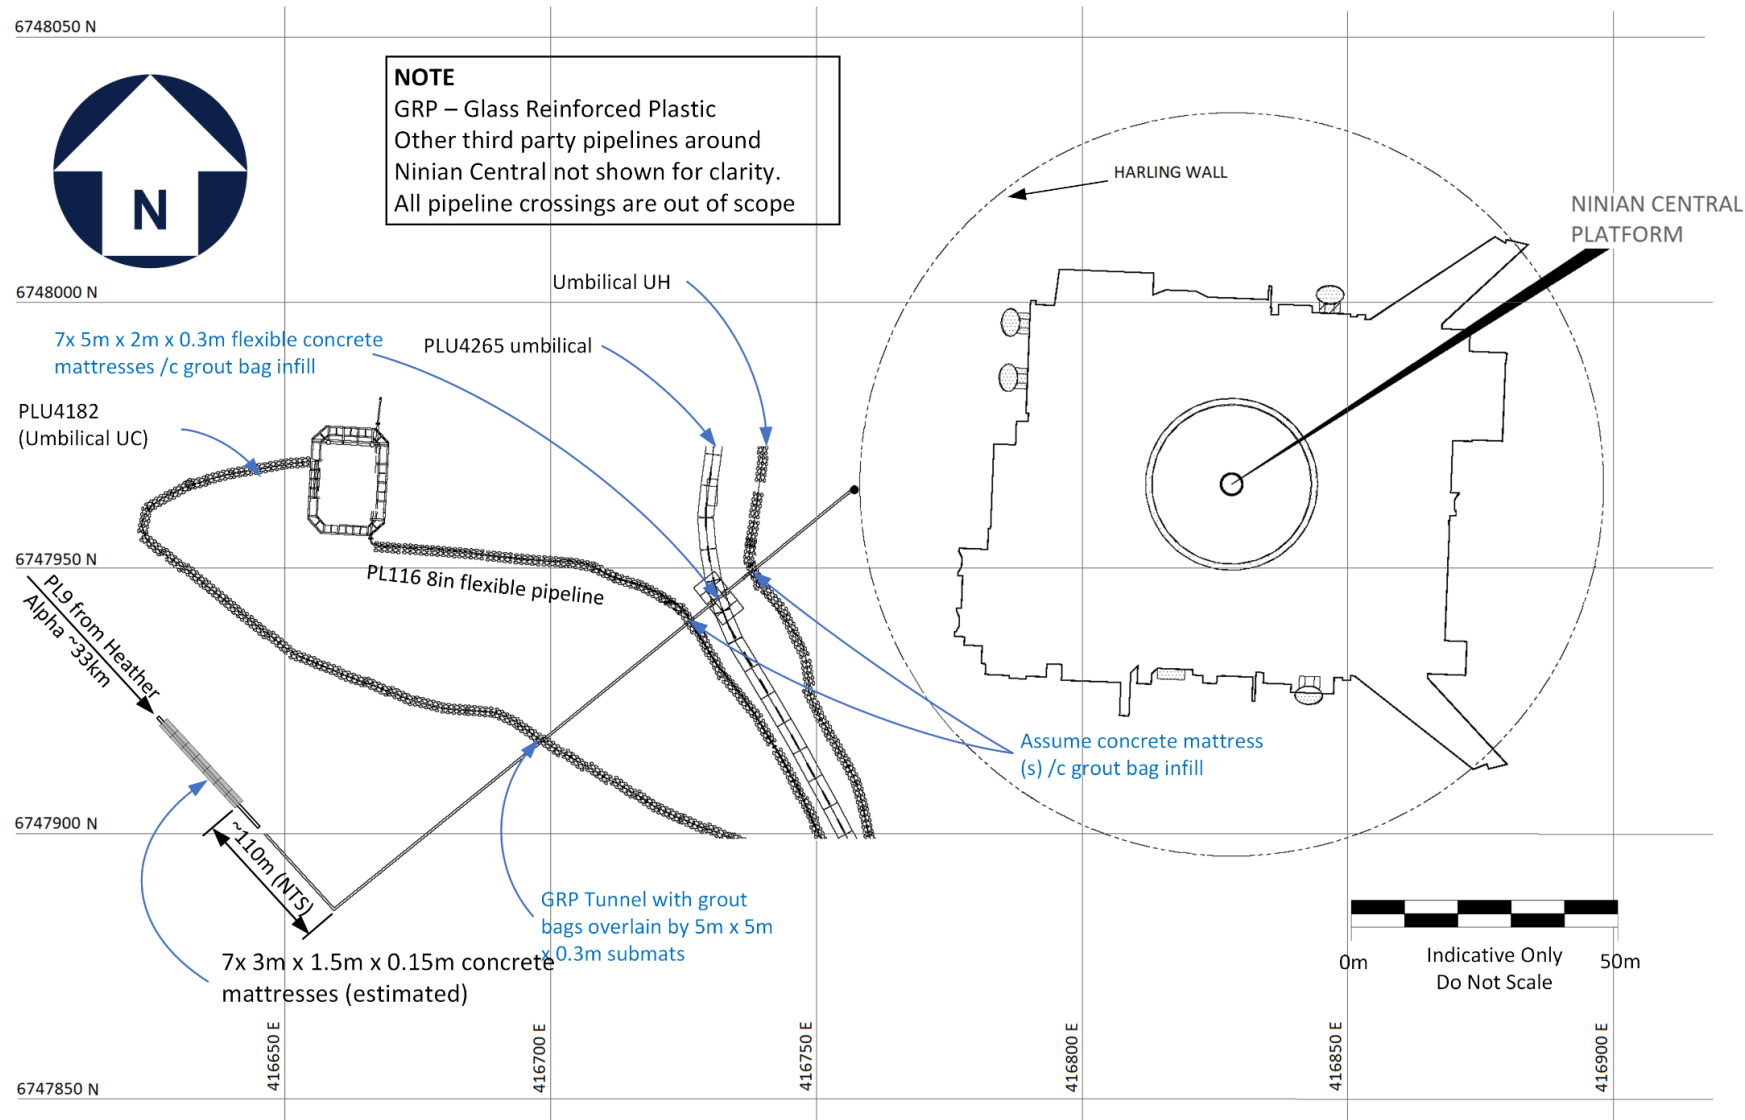 6748050 N
NOTE
GRP – Glass Reinforced Plastic
Other third party pipelines around
Ninian Central not shown for clarity.
All pipeline crossings are out of scope
N
HARLING WALL
NINIAN CENTRAL
PLATFORM
Umbilical UH
6748000 N
7x 5m x 2m x 0.3m flexible concrete
mattresses /c grout bag infill
PLU4265 umbilical
PLU4182
(Umbilical UC)
6747950 N
PL116 8in flexible pipeline
PL9 from Heather
Alpha ~33km
Assume concrete mattress
(s) /c grout bag infill
6747900 N
~110m (NTS)
GRP Tunnel with grout
bags overlain by 5m x 5m
x 0.3m submats
7x 3m x 1.5m x 0.15m concrete
mattresses (estimated)
0m
Indicative Only
Do Not Scale
50m
416650 E
416700 E
416750 E
416800 E
416850 E
416900 E
6747850 N